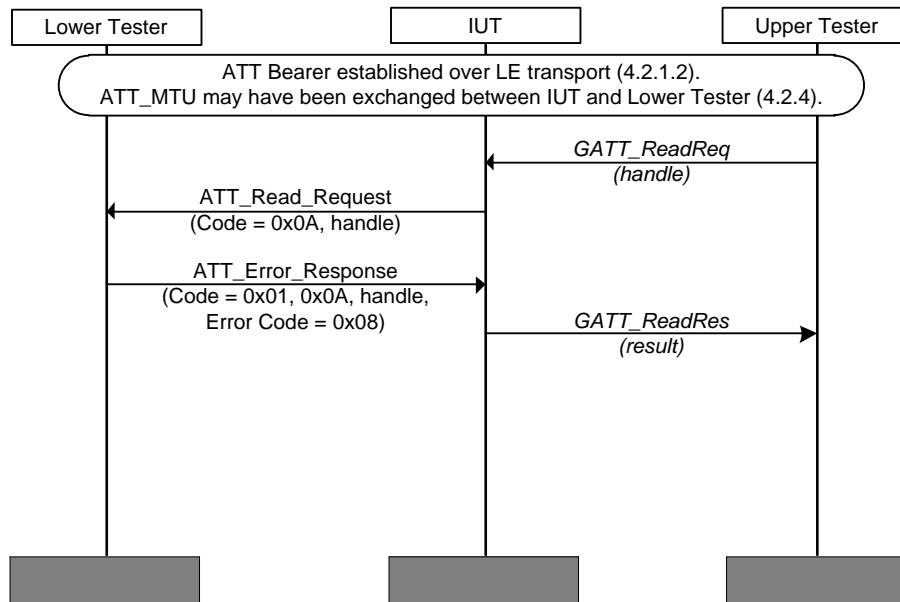 Lower Tester
IUT
Upper Tester
ATT Bearer established over LE transport (4.2.1.2).
ATT_MTU may have been exchanged between IUT and Lower Tester (4.2.4).
GATT_ReadReq
(handle)
ATT_Read_Request
(Code = 0x0A, handle)
ATT_Error_Response
(Code = 0x01, 0x0A, handle,
Error Code = 0x08)
GATT_ReadRes
(result)